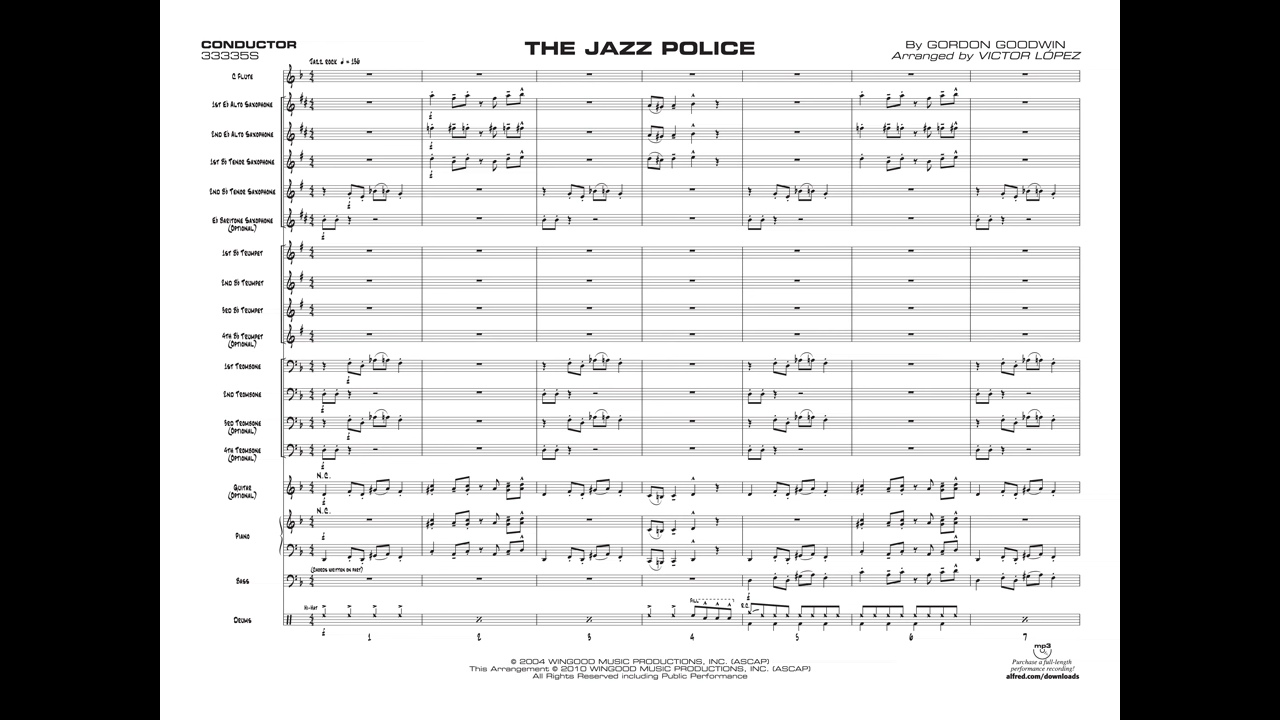 CONDUCTOR
33335S
THE JAZZ POLICE
By GORDON GOODWIN
Arranged by VICTOR LÓPEZ
JAZZ ROCK ♩ = 136
C FLUTE
1ST E♭ ALTO SAXOPHONE
2ND E♭ ALTO SAXOPHONE
1ST B♭ TENOR SAXOPHONE
2ND B♭ TENOR SAXOPHONE
E♭ BARITONE SAXOPHONE
(OPTIONAL)
1ST B♭ TRUMPET
2ND B♭ TRUMPET
3RD B♭ TRUMPET
4TH B♭ TRUMPET
(OPTIONAL)
1ST TROMBONE
2ND TROMBONE
3RD TROMBONE
(OPTIONAL)
4TH TROMBONE
(OPTIONAL)
N.C.
GUITAR
(OPTIONAL)
N.C.
PIANO
(CHORDS WRITTEN ON PART)
BASS
HI-HAT
FILL
R.C.
DRUMS
1 2 3 4 5 6 7
© 2004 WINGOOD MUSIC PRODUCTIONS, INC. (ASCAP)
This Arrangement © 2010 WINGOOD MUSIC PRODUCTIONS, INC. (ASCAP)
All Rights Reserved including Public Performance
mp3
Purchase a full-length
performance recording!
alfred.com/downloads